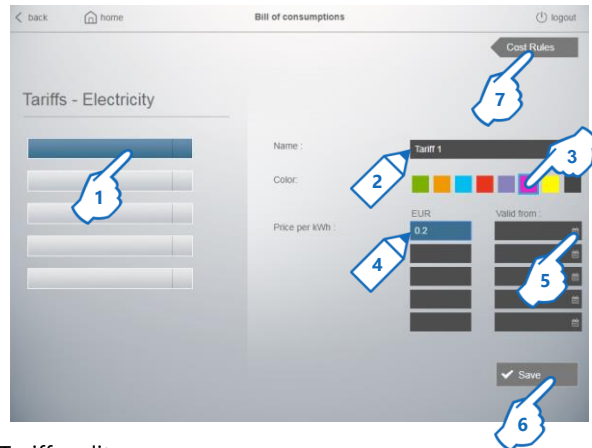 back
home
Bill of consumptions
logout
Cost Rules
7
Tariffs - Electricity
1
Name :
Tariff 1
2
3
Color:
EUR
Valid from :
Price per kWh :
0.2
4
5
Save
6